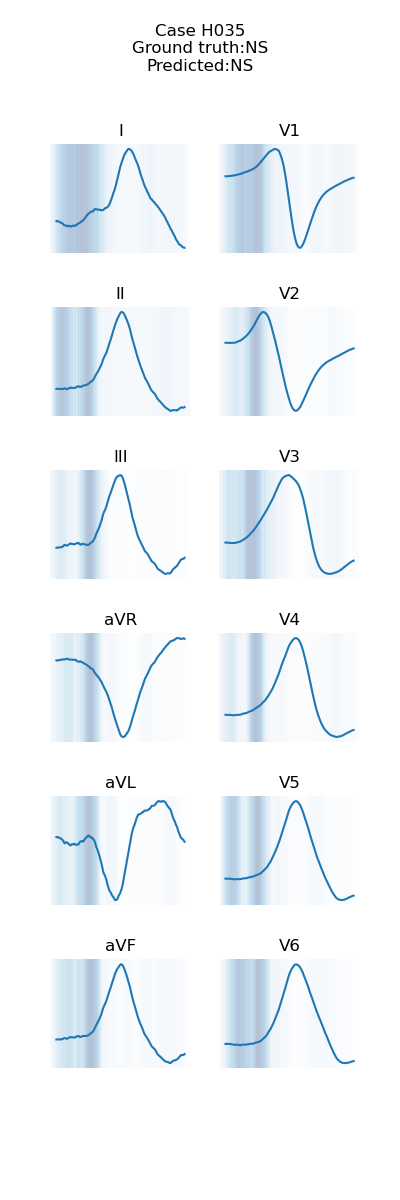 Case H035
Ground truth:NS
Predicted:NS
I
V1
II
V2
III
V3
aVR
V4
aVL
V5
aVF
V6